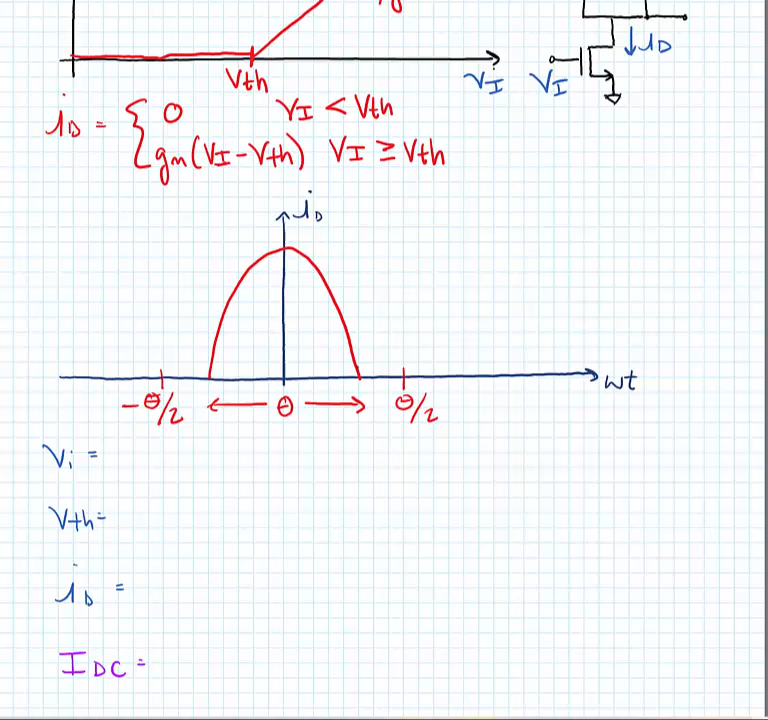 Vth
VI
VI
↓ID
iD = { 0 VI < Vth
gm(VI-Vth) VI ≥ Vth
iD
ωt
-θ/2 ← θ → θ/2
Vi =
Vth=
iD =
IDC =